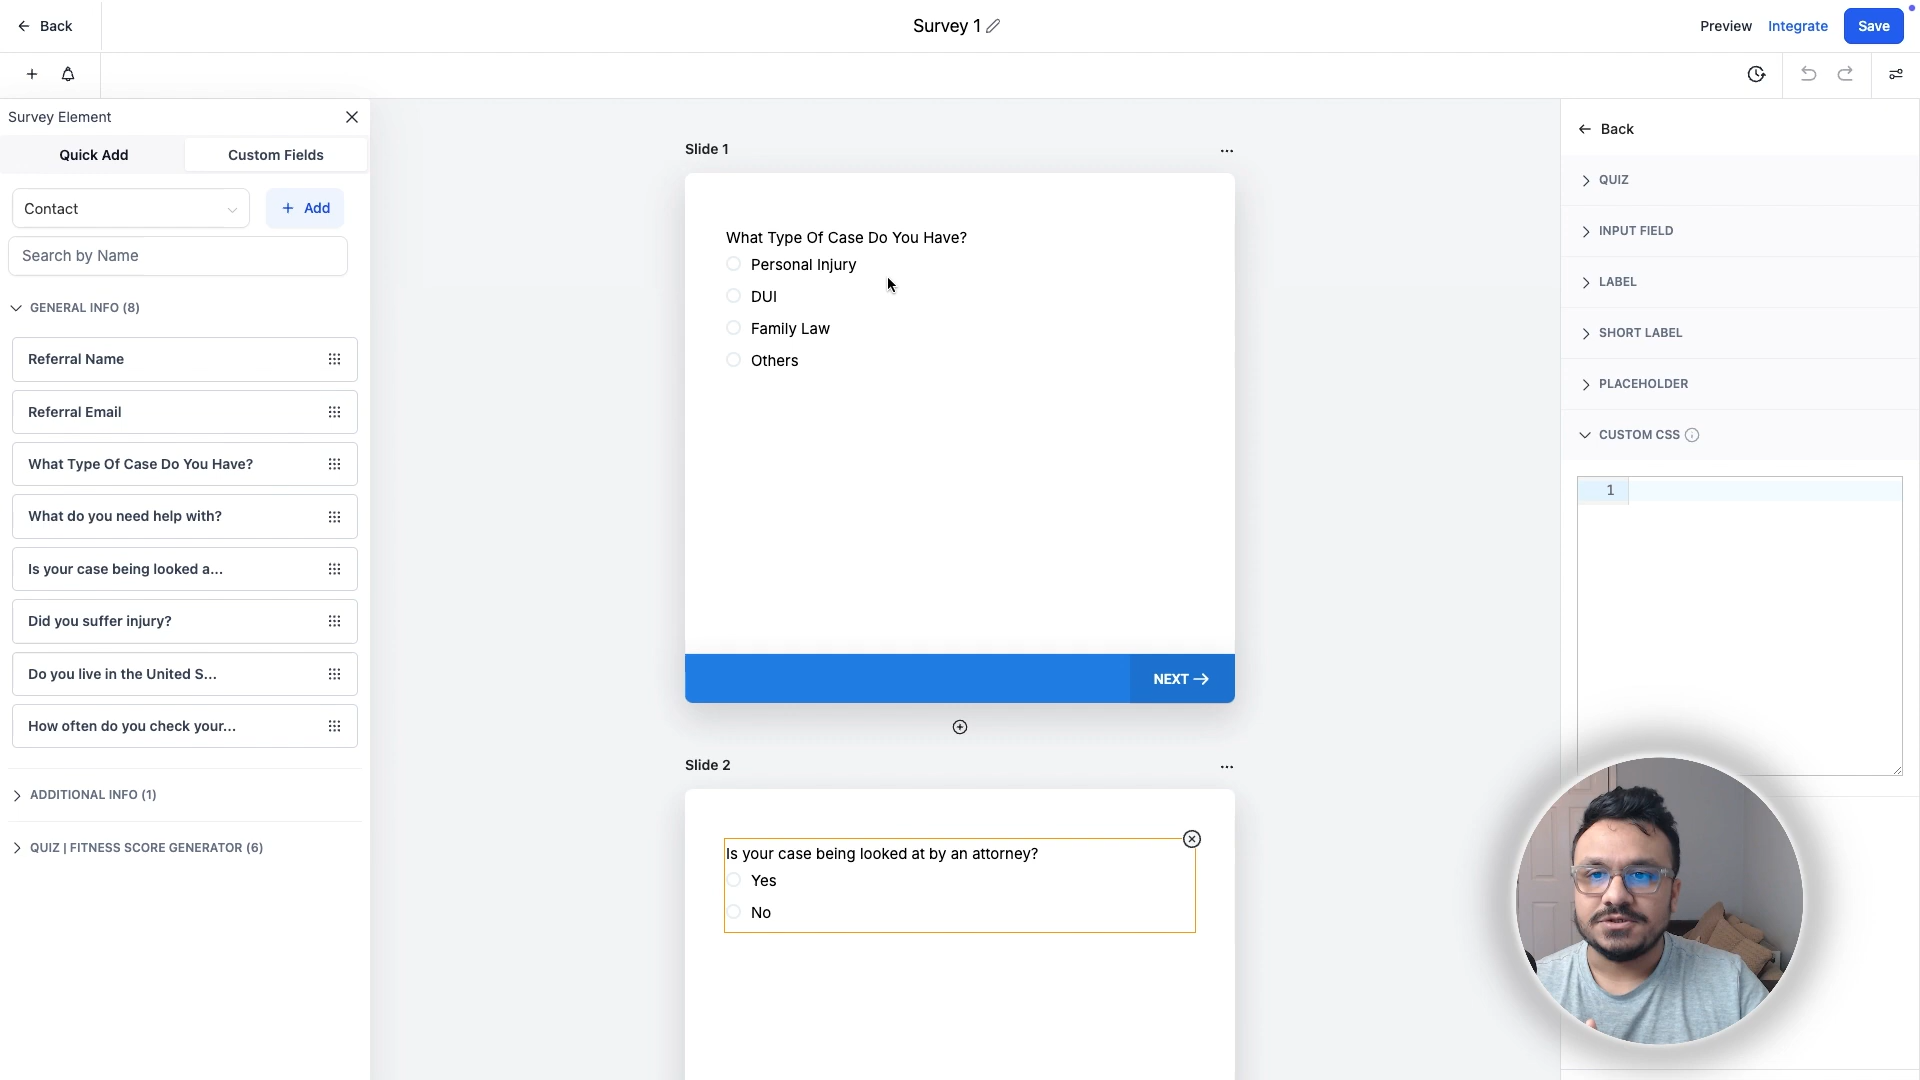 Back
Survey 1
Preview
Integrate
Save
Survey Element
Quick Add
Custom Fields
Contact
+ Add
Search by Name
GENERAL INFO (8)
Referral Name
Referral Email
What Type Of Case Do You Have?
What do you need help with?
Is your case being looked a...
Did you suffer injury?
Do you live in the United S...
How often do you check your...
ADDITIONAL INFO (1)
QUIZ | FITNESS SCORE GENERATOR (6)
Slide 1
What Type Of Case Do You Have?
Personal Injury
DUI
Family Law
Others
NEXT
Slide 2
Is your case being looked at by an attorney?
Yes
No
Back
QUIZ
INPUT FIELD
LABEL
SHORT LABEL
PLACEHOLDER
CUSTOM CSS
1